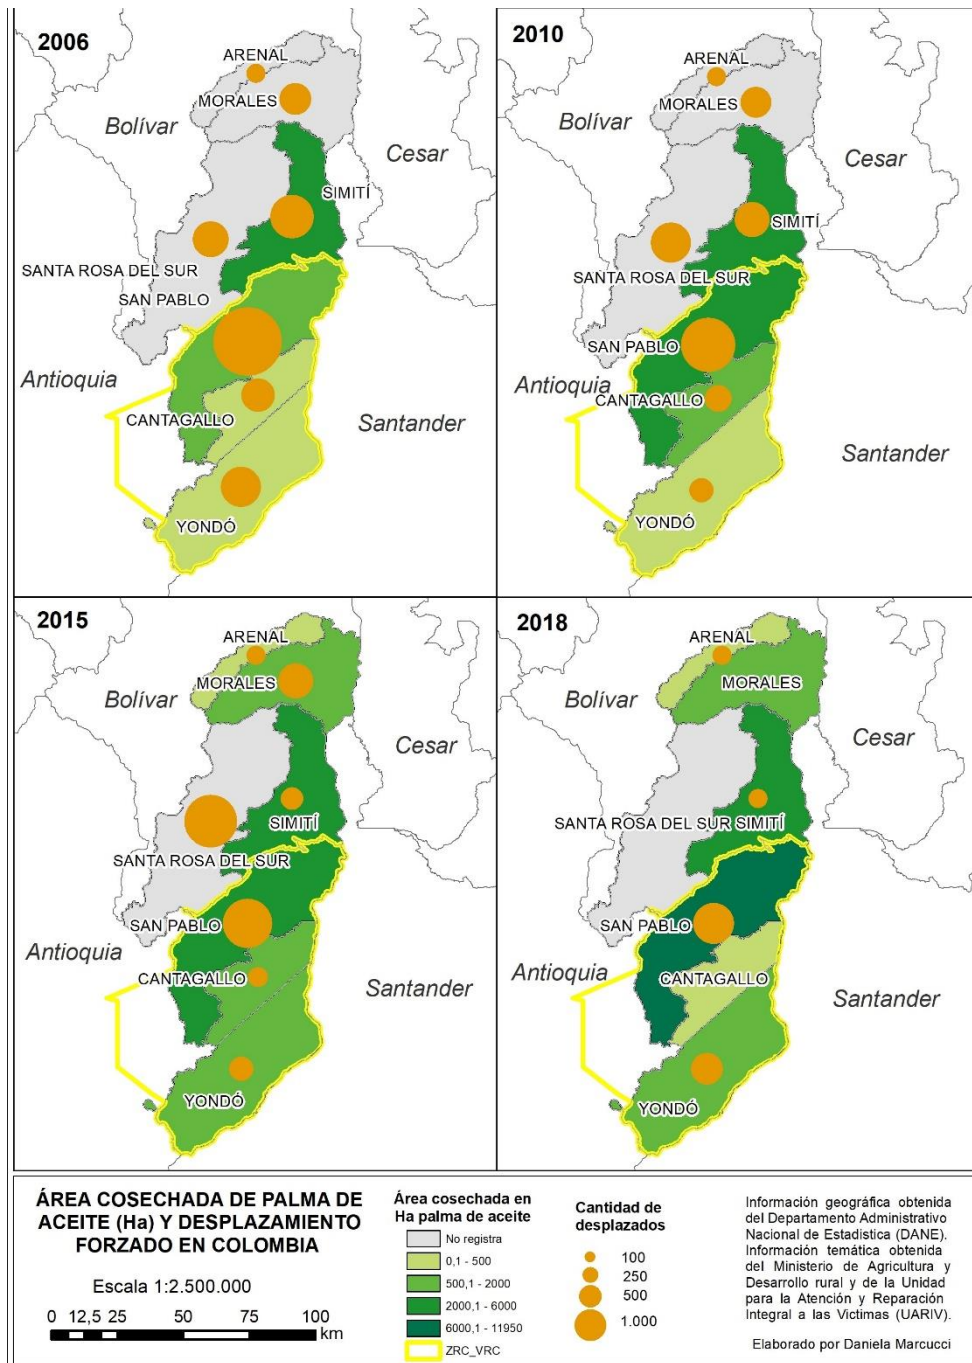 2006
ARENAL
MORALES
Bolívar
Cesar
SIMITÍ
SANTA ROSA DEL SUR
SAN PABLO
Antioquia
CANTAGALLO
Santander
YONDÓ
2010
ARENAL
MORALES
Bolívar
Cesar
SIMITÍ
SANTA ROSA DEL SUR
SAN PABLO
Antioquia
CANTAGALLO
Santander
YONDÓ
2015
ARENAL
MORALES
Bolívar
Cesar
SIMITÍ
SANTA ROSA DEL SUR
SAN PABLO
Antioquia
CANTAGALLO
Santander
YONDÓ
2018
ARENAL
MORALES
Bolívar
Cesar
SANTA ROSA DEL SUR SIMITÍ
SAN PABLO
Antioquia
CANTAGALLO
Santander
YONDÓ
ÁREA COSECHADA DE PALMA DE
ACEITE (Ha) Y DESPLAZAMIENTO
FORZADO EN COLOMBIA
Escala 1:2.500.000
0 12,5 25 50 75 100
km
Área cosechada en
Ha palma de aceite
No registra
0,1 - 500
500,1 - 2000
2000,1 - 6000
6000,1 - 11950
ZRC_VRC
Cantidad de
desplazados
100
250
500
1.000
Información geográfica obtenida
del Departamento Administrativo
Nacional de Estadistica (DANE).
Información temática obtenida
del Ministerio de Agricultura y
Desarrollo rural y de la Unidad
para la Atención y Reparación
Integral a las Victimas (UARIV).
Elaborado por Daniela Marcucci